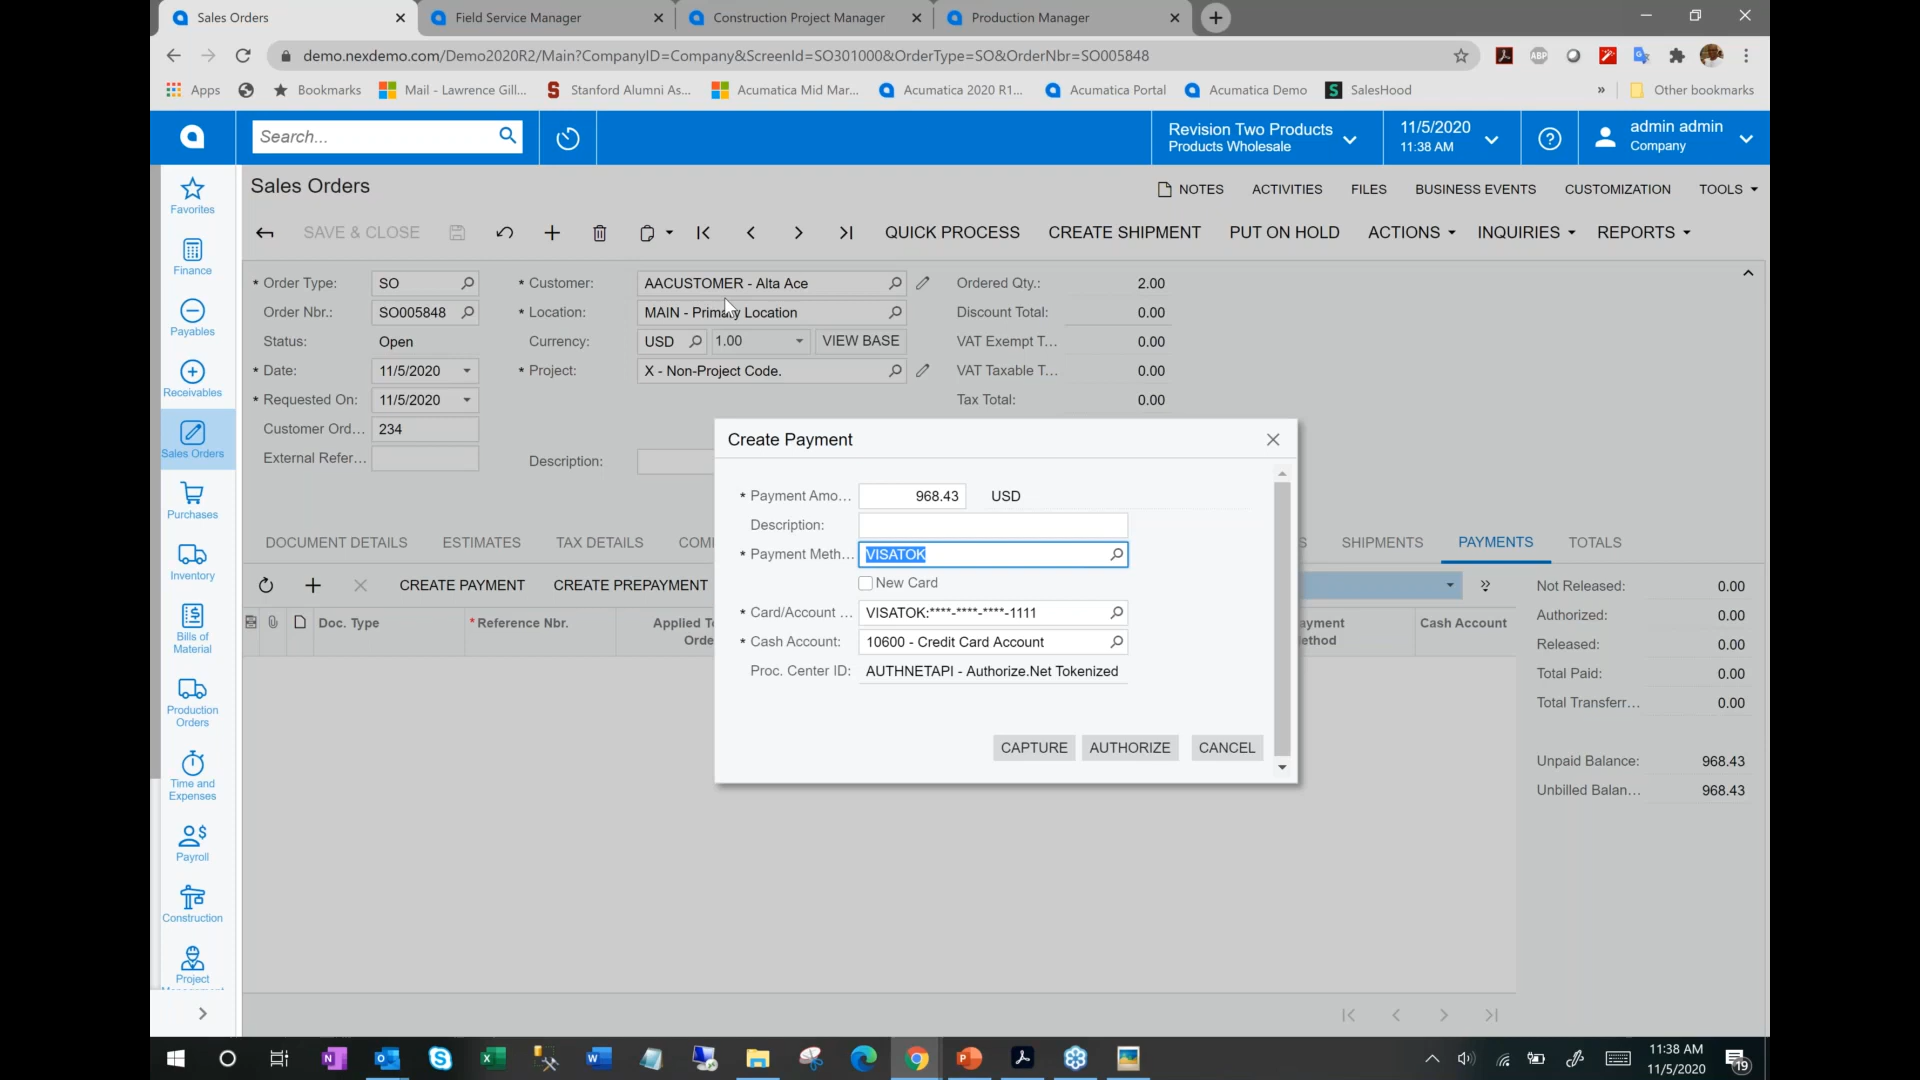 Sales Orders
Field Service Manager
Construction Project Manager
Production Manager
demo.nexdemo.com/Demo2020R2/Main?CompanyID=Company&ScreenId=SO301000&OrderType=SO&OrderNbr=SO005848
ABP
Apps
Bookmarks
Mail - Lawrence Gill...
Stanford Alumni As...
Acumatica Mid Mar...
Acumatica 2020 R1...
Acumatica Portal
Acumatica Demo
SalesHood
»
Other bookmarks
Search...
Revision Two Products
Products Wholesale
11/5/2020
11:38 AM
admin admin
Company
Favorites
Finance
Payables
Receivables
Sales Orders
Purchases
Inventory
Bills of
Material
Production
Orders
Time and
Expenses
Payroll
Construction
Project
Sales Orders
NOTES
ACTIVITIES
FILES
BUSINESS EVENTS
CUSTOMIZATION
TOOLS
SAVE & CLOSE
QUICK PROCESS
CREATE SHIPMENT
PUT ON HOLD
ACTIONS
INQUIRIES
REPORTS
* Order Type: SO
Order Nbr.: SO005848
Status: Open
* Date: 11/5/2020
* Requested On: 11/5/2020
Customer Ord... 234
External Refer...
* Customer: AACUSTOMER - Alta Ace
* Location: MAIN - Primary Location
Currency: USD 1.00 VIEW BASE
* Project: X - Non-Project Code.
Description:
Ordered Qty.: 2.00
Discount Total: 0.00
VAT Exempt T... 0.00
VAT Taxable T... 0.00
Tax Total: 0.00
DOCUMENT DETAILS
ESTIMATES
TAX DETAILS
COM
S
SHIPMENTS
PAYMENTS
TOTALS
CREATE PAYMENT
CREATE PREPAYMENT
Doc. Type
* Reference Nbr.
Applied To
Orde
ayment
ethod
Cash Account
Not Released: 0.00
Authorized: 0.00
Released: 0.00
Total Paid: 0.00
Total Transferr... 0.00
Unpaid Balance: 968.43
Unbilled Balan... 968.43
Create Payment
* Payment Amo... 968.43 USD
Description:
* Payment Meth... VISATOK
New Card
* Card/Account ... VISATOK:****-****-****-1111
* Cash Account: 10600 - Credit Card Account
Proc. Center ID: AUTHNETAPI - Authorize.Net Tokenized
CAPTURE
AUTHORIZE
CANCEL
11:38 AM
11/5/2020
19